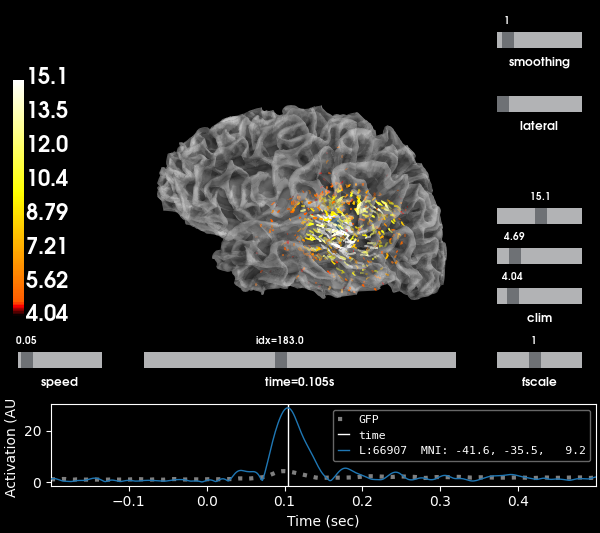 1
smoothing
lateral
15.1
13.5
12.0
10.4
8.79
7.21
5.62
4.04
15.1
4.69
4.04
clim
0.05
speed
idx=183.0
time=0.105s
1
fscale
Activation (AU
20
0
GFP
time
L:66907 MNI: -41.6, -35.5, 9.2
−0.1 0.0 0.1 0.2 0.3 0.4
Time (sec)